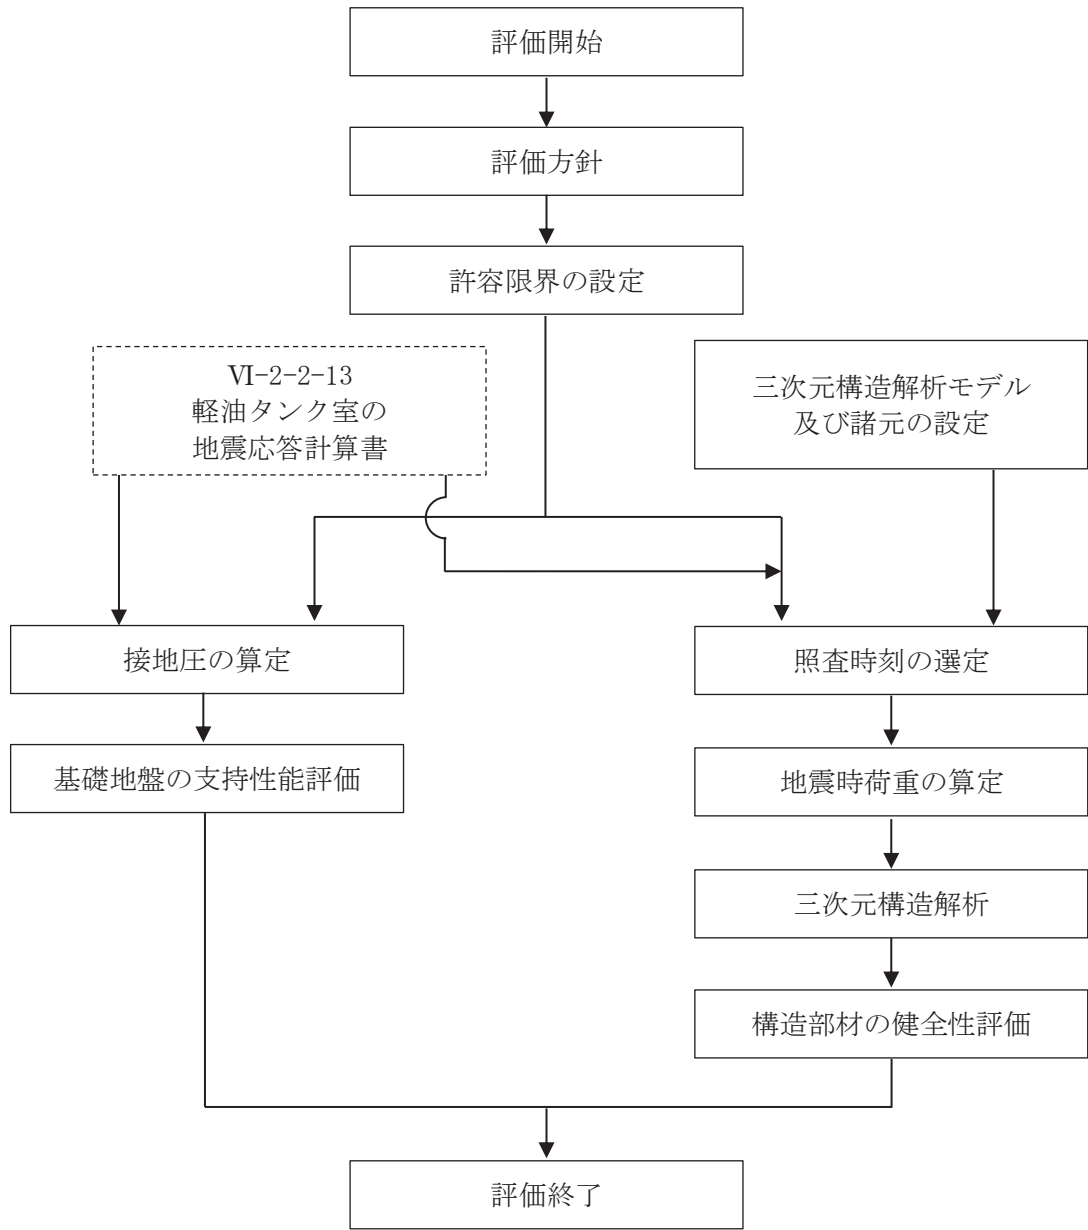 評価開始
評価方針
許容限界の設定
Ⅵ-2-2-13
軽油タンク室の
地震応答計算書
三次元構造解析モデル
及び諸元の設定
接地圧の算定
照査時刻の選定
基礎地盤の支持性能評価
地震時荷重の算定
三次元構造解析
構造部材の健全性評価
評価終了